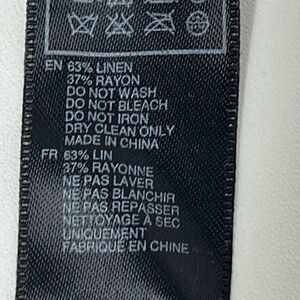 EN 63% LINEN
37% RAYON
DO NOT WASH
DO NOT BLEACH
DO NOT IRON
DRY CLEAN ONLY
MADE IN CHINA
FR 63% LIN
37% RAYONNE
NE PAS LAVER
NE PAS BLANCHIR
NE PAS REPASSER
NETTOYAGE À SEC
UNIQUEMENT
FABRIQUÉ EN CHINE